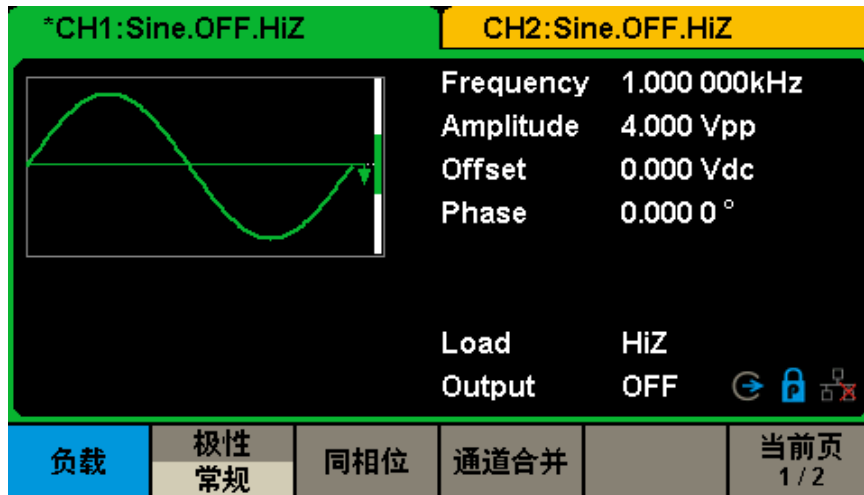 *CH1:Sine.OFF.HiZ
CH2:Sine.OFF.HiZ
Frequency 1.000 000kHz
Amplitude 4.000 Vpp
Offset 0.000 Vdc
Phase 0.000 0 °
Load HiZ
Output OFF
P
负载
极性
常规
同相位
通道合并
当前页
1 / 2